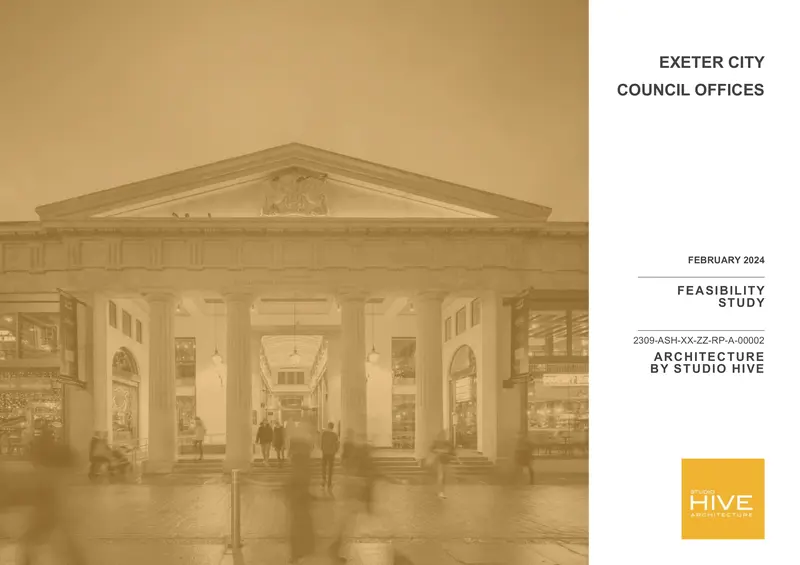 EXETER CITY
COUNCIL OFFICES
FEBRUARY 2024
FEASIBILITY
STUDY
2309-ASH-XX-ZZ-RP-A-00002
ARCHITECTURE
BY STUDIO HIVE
STUDIO
HIVE
ARCHITECTURE